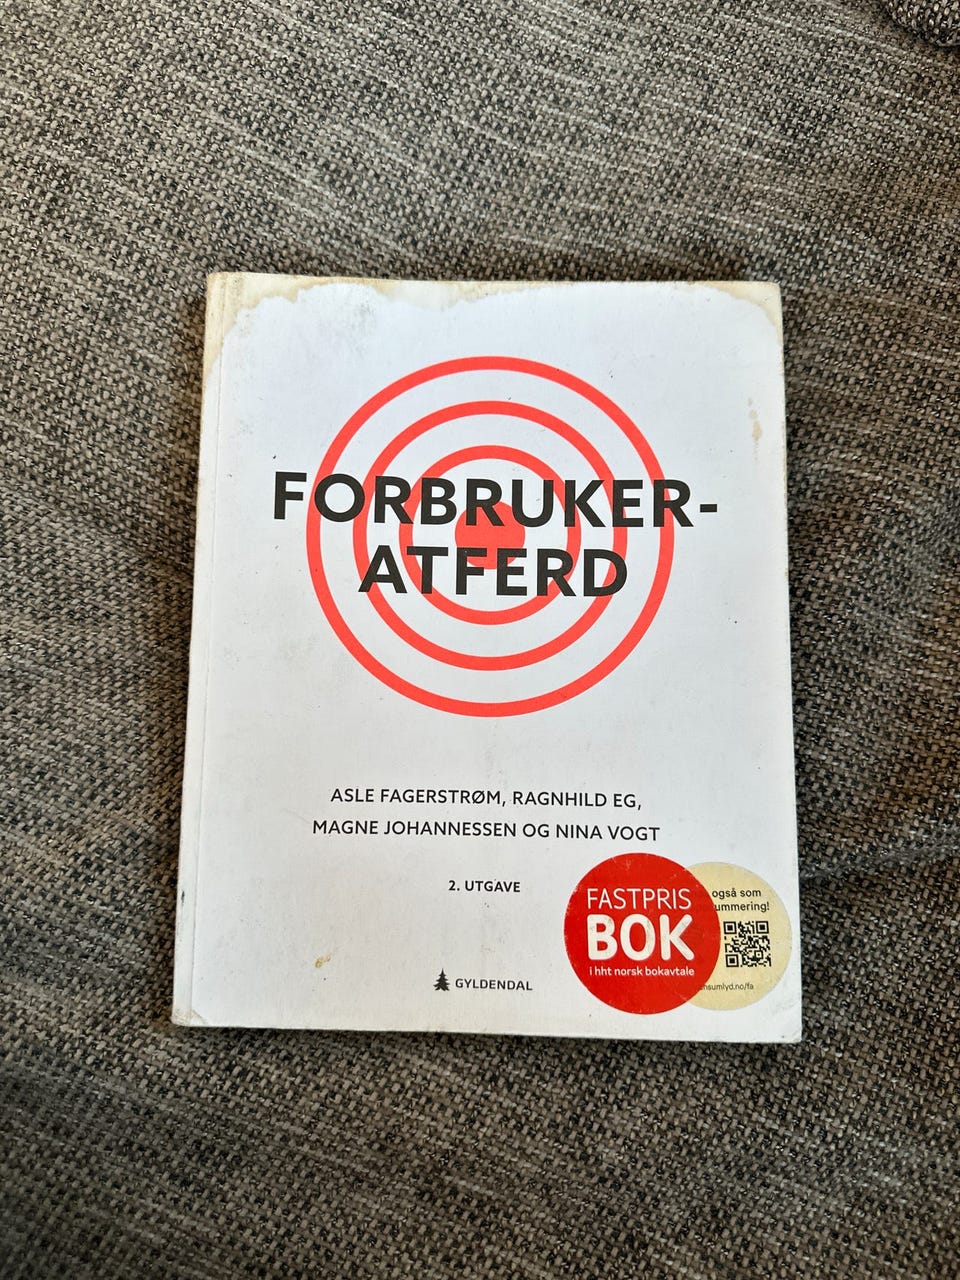 FORBRUKER-
ATFERD
ASLE FAGERSTRØM, RAGNHILD EG,
MAGNE JOHANNESSEN OG NINA VOGT
2. UTGAVE
GYLDENDAL
FASTPRIS
BOK
i hht norsk bokavtale
også som